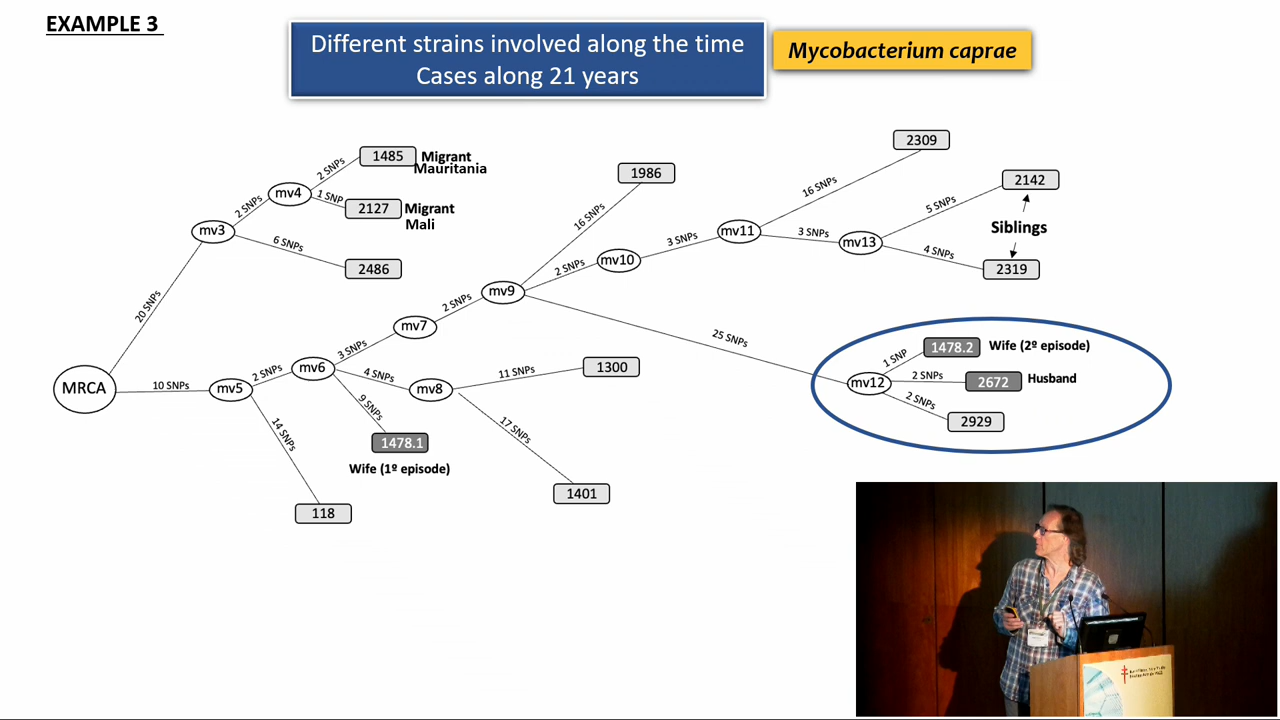 EXAMPLE 3
Different strains involved along the time
Cases along 21 years
Mycobacterium caprae
MRCA
20 SNPs
mv3
2 SNPs
mv4
2 SNPs
1485
Migrant
Mauritania
1 SNP
2127
Migrant
Mali
6 SNPs
2486
10 SNPs
mv5
14 SNPs
118
2 SNPs
mv6
9 SNPs
1478.1
Wife (1º episode)
4 SNPs
mv8
11 SNPs
1300
17 SNPs
1401
3 SNPs
mv7
2 SNPs
mv9
16 SNPs
1986
2 SNPs
mv10
3 SNPs
mv11
16 SNPs
2309
3 SNPs
mv13
5 SNPs
2142
Siblings
4 SNPs
2319
25 SNPs
mv12
1 SNP
1478.2
Wife (2º episode)
2 SNPs
2672
Husband
2 SNPs
2929